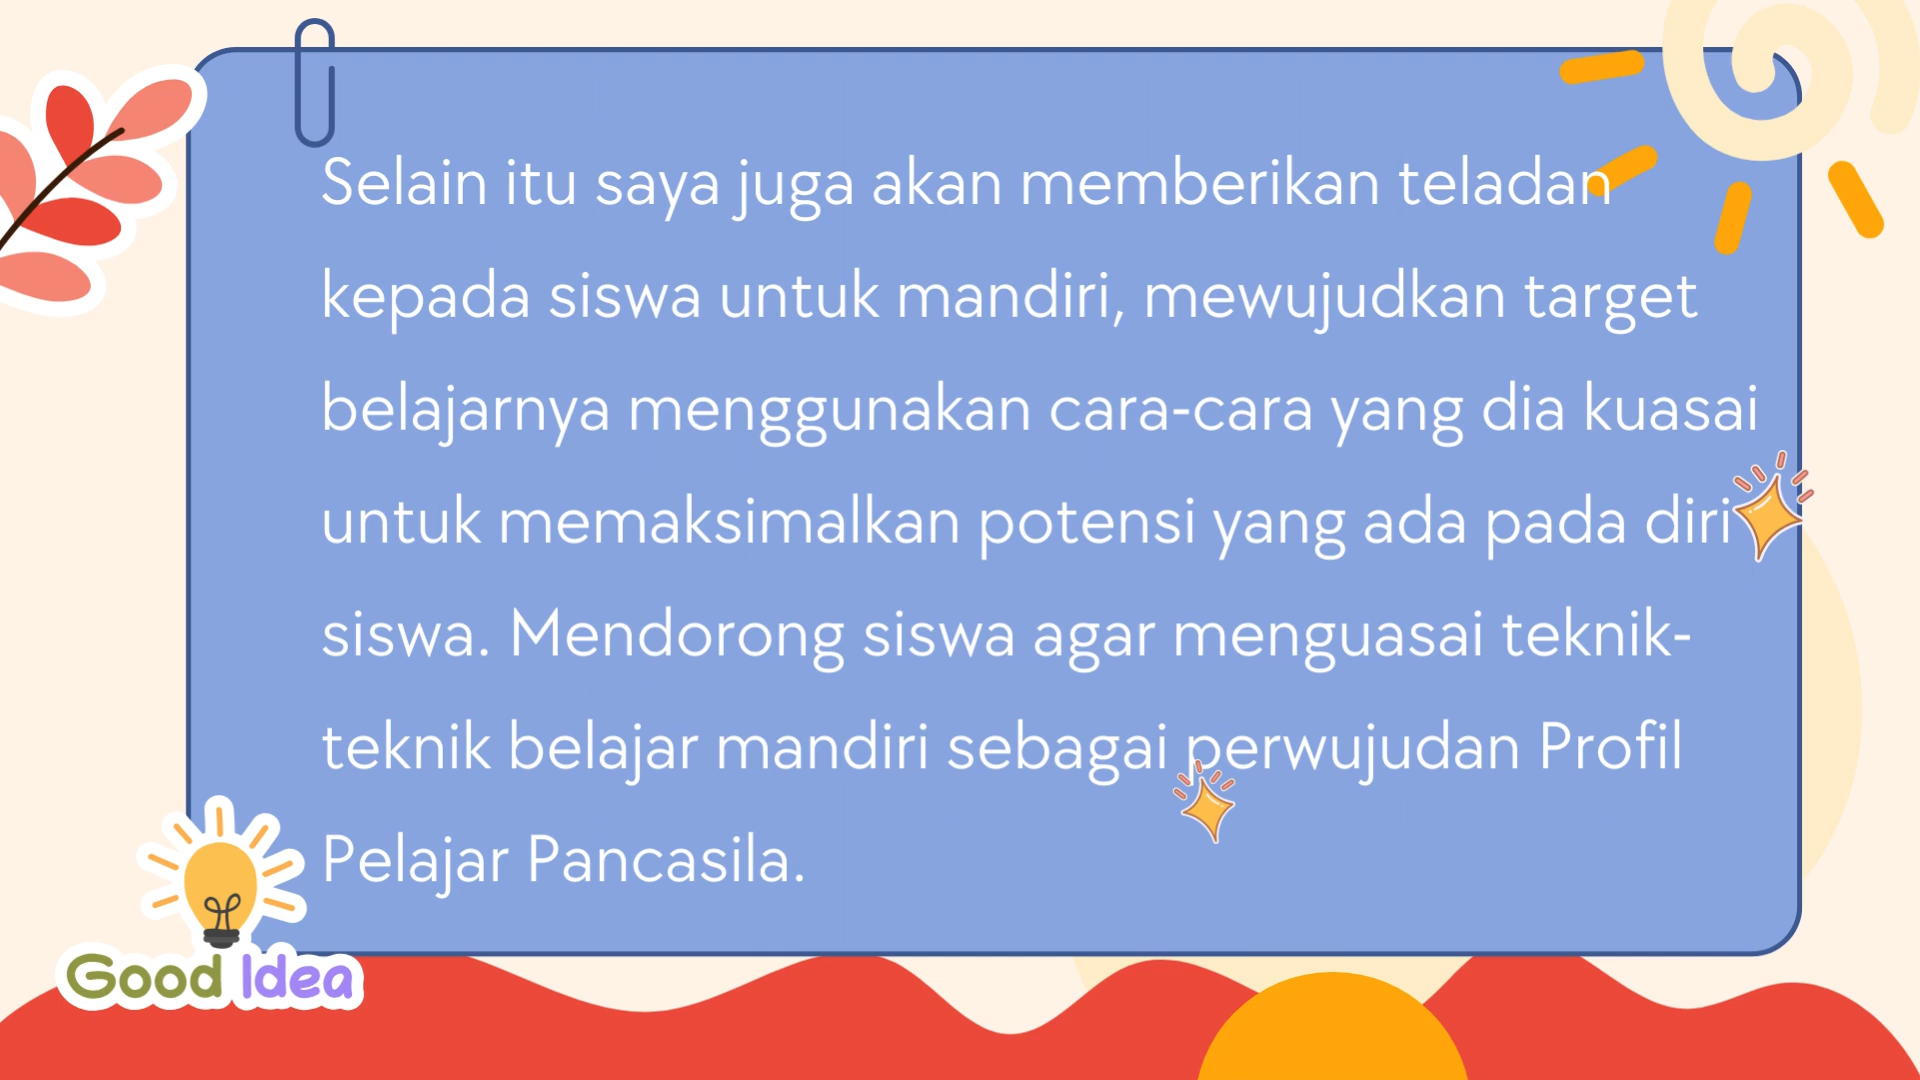 Selain itu saya juga akan memberikan teladan
kepada siswa untuk mandiri, mewujudkan target
belajarnya menggunakan cara-cara yang dia kuasai
untuk memaksimalkan potensi yang ada pada diri
siswa. Mendorong siswa agar menguasai teknik-
teknik belajar mandiri sebagai perwujudan Profil
Pelajar Pancasila.
Good Idea